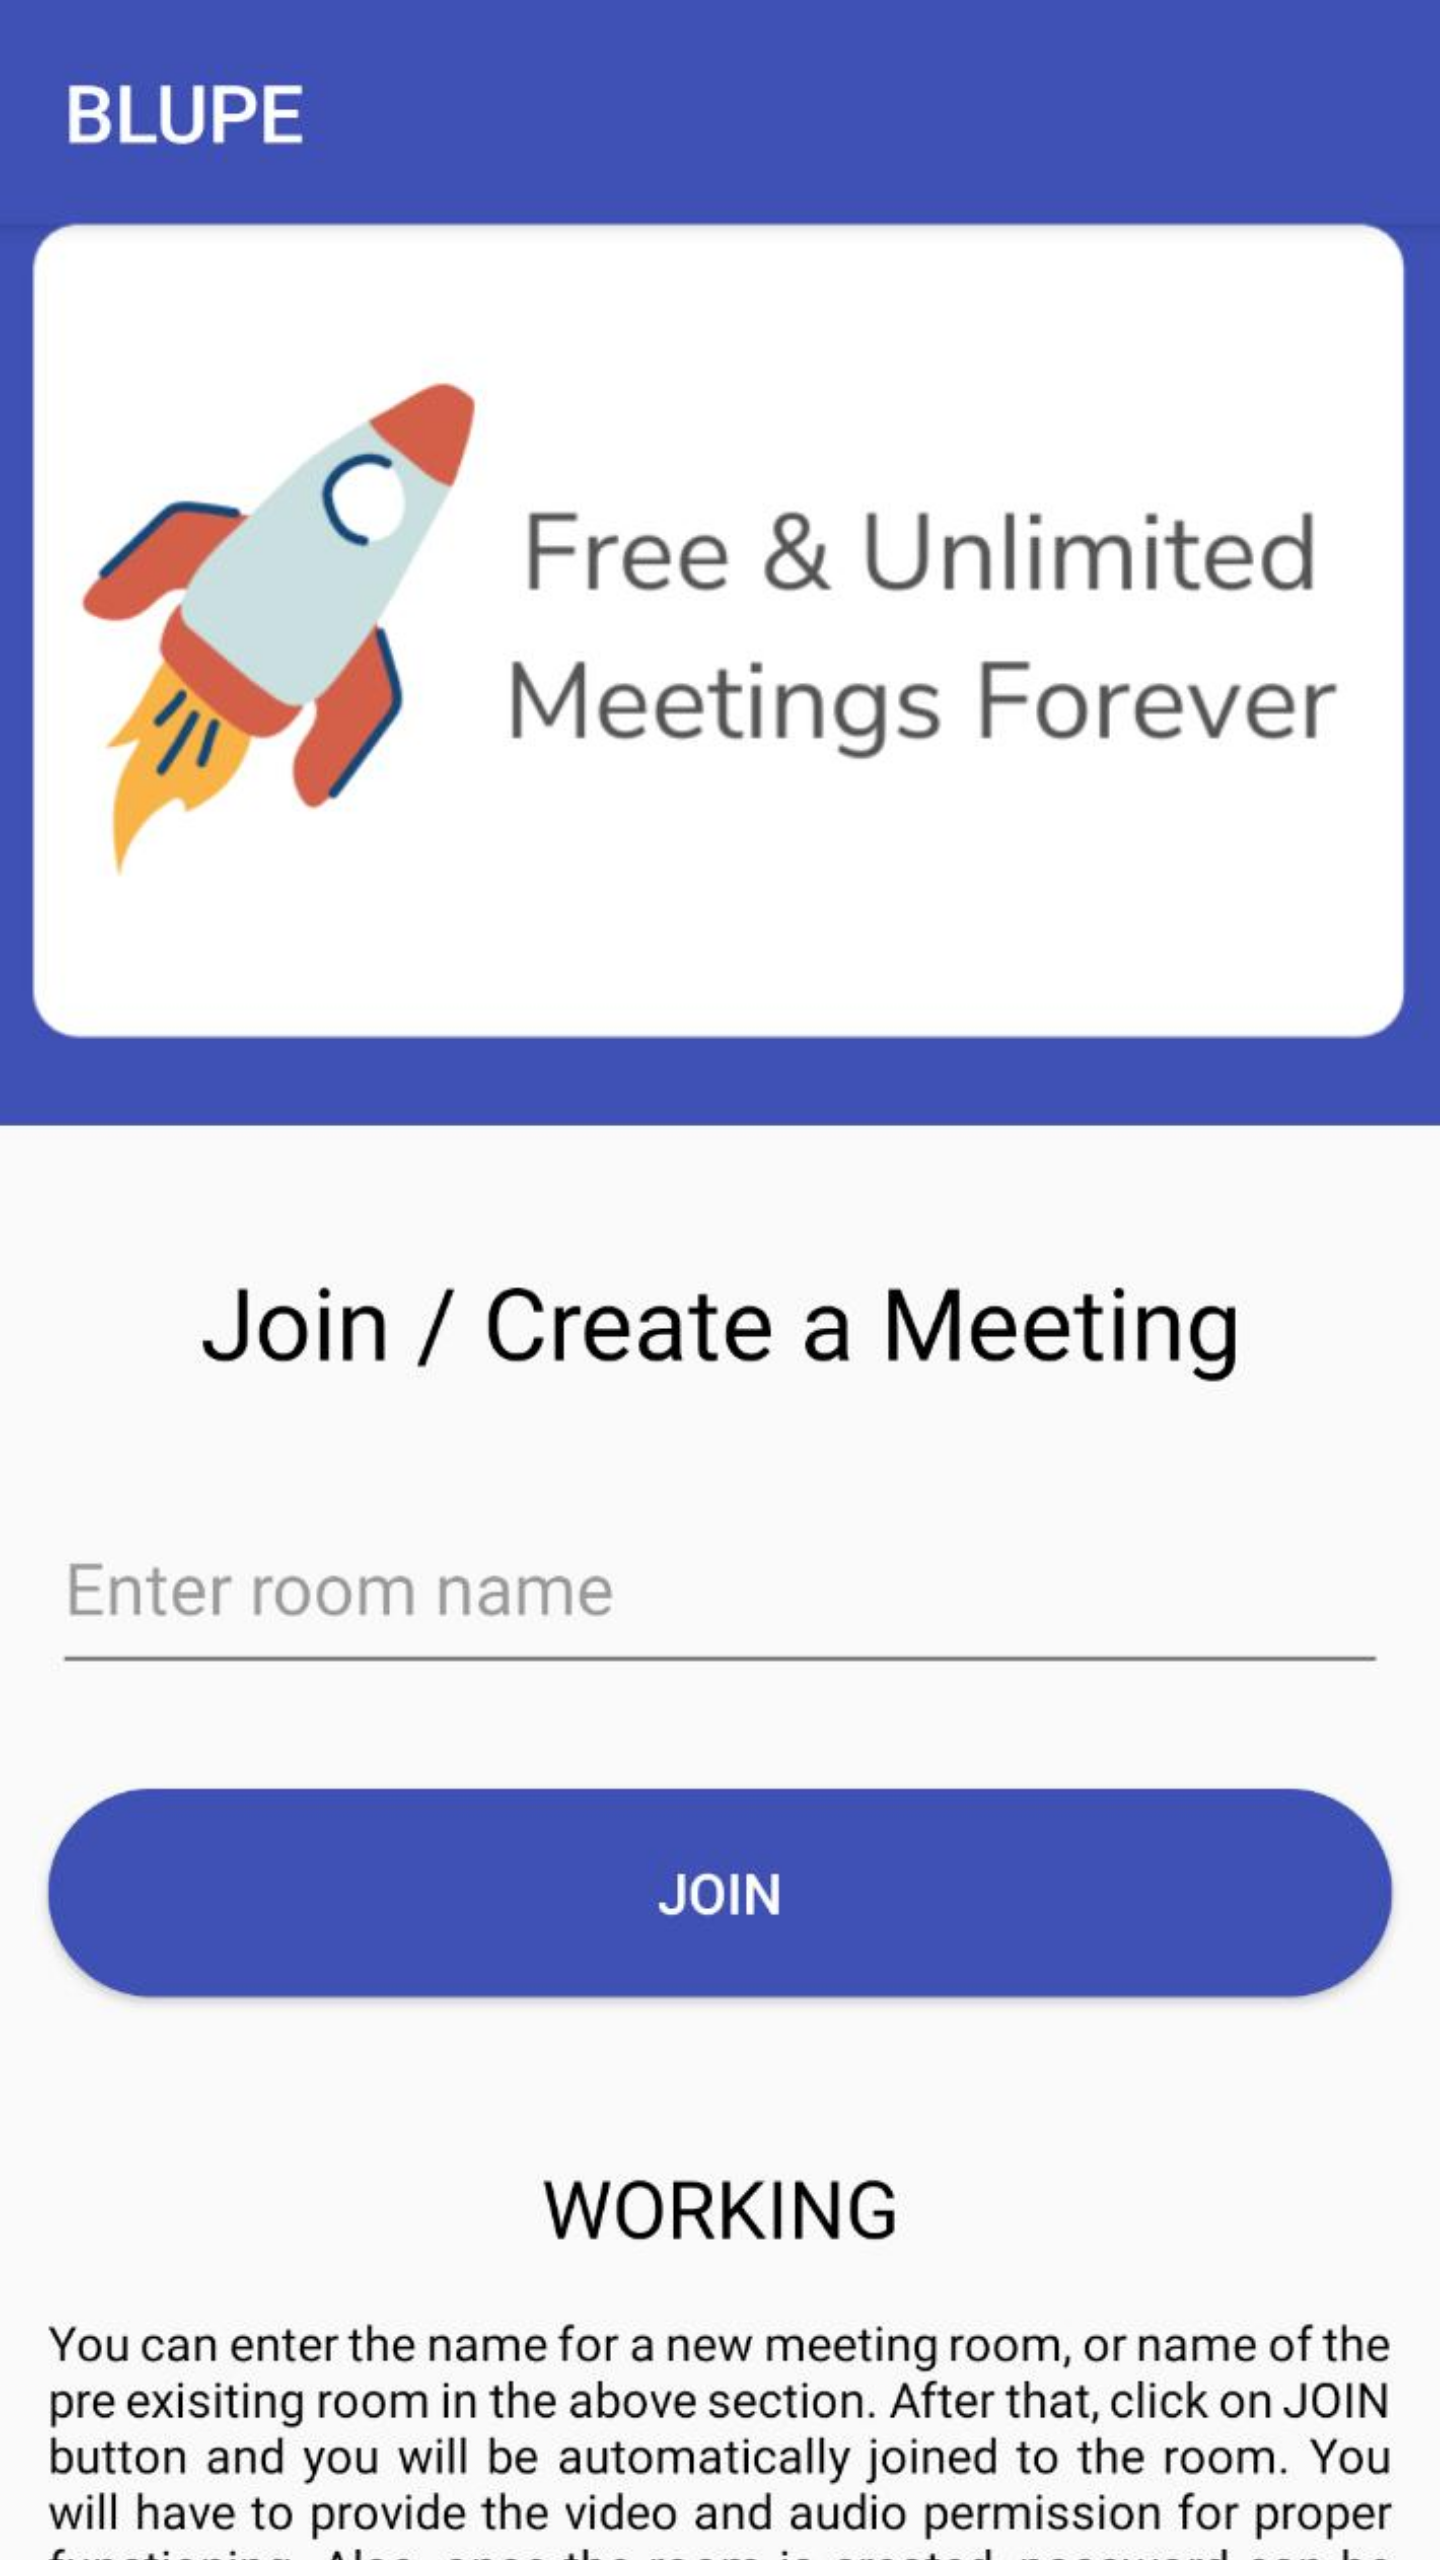 BLUPE
Free & Unlimited
Meetings Forever
Join / Create a Meeting
Enter room name
JOIN
WORKING
You can enter the name for a new meeting room, or name of the
pre exisiting room in the above section. After that, click on JOIN
button and you will be automatically joined to the room. You
will have to provide the video and audio permission for proper